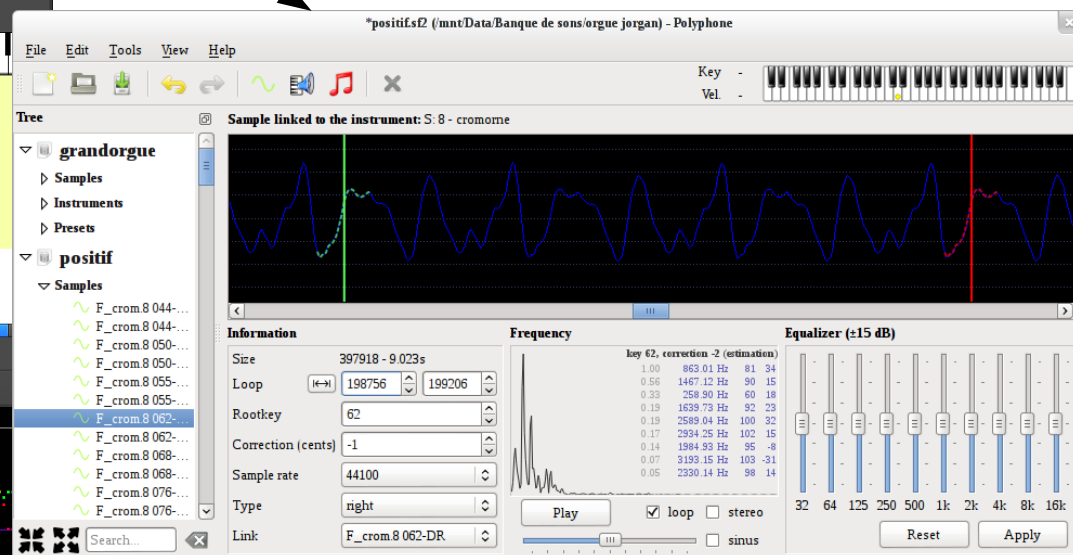 *positif.sf2 (/mnt/Data/Banque de sons/orgue jorgan) - Polyphone
File Edit Tools View Help
Key -
Vel. -
Tree
Sample linked to the instrument: S: 8 - cromorne
grandorgue
Samples
Instruments
Presets
positif
Samples
F_crom.8 044-...
F_crom.8 044-...
F_crom.8 050-...
F_crom.8 050-...
F_crom.8 055-...
F_crom.8 055-...
F_crom.8 062-...
F_crom.8 062-...
F_crom.8 068-...
F_crom.8 068-...
F_crom.8 076-...
F_crom.8 076-...
Search...
Information
Size 397918 - 9.023s
Loop 198756 199206
Rootkey 62
Correction (cents) -1
Sample rate 44100
Type right
Link F_crom.8 062-DR
Frequency
key 62, correction -2 (estimation)
1.00 863.01 Hz 81 34
0.56 1467.12 Hz 90 15
0.33 258.90 Hz 60 18
0.19 1639.73 Hz 92 23
0.19 2589.04 Hz 100 32
0.17 2934.25 Hz 102 15
0.14 1984.93 Hz 95 -8
0.07 3193.15 Hz 103 -31
0.05 2330.14 Hz 98 14
Play loop stereo
sinus
Equalizer (±15 dB)
32 64 125 250 500 1k 2k 4k 8k 16k
Reset Apply